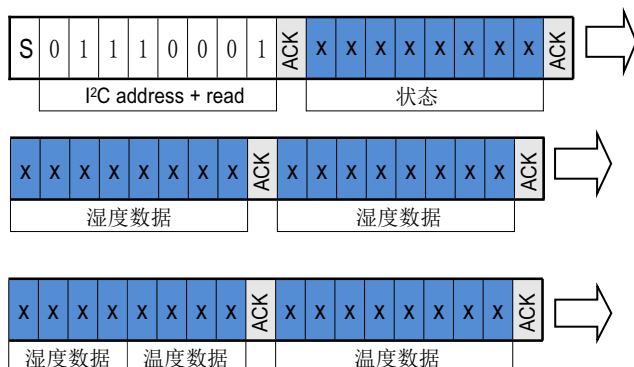 S 0 1 1 1 0 0 0 1 ACK x x x x x x x x ACK
I²C address + read 状态
x x x x x x x x ACK x x x x x x x x ACK
湿度数据 湿度数据
x x x x x x x x ACK x x x x x x x x ACK
湿度数据 温度数据 温度数据